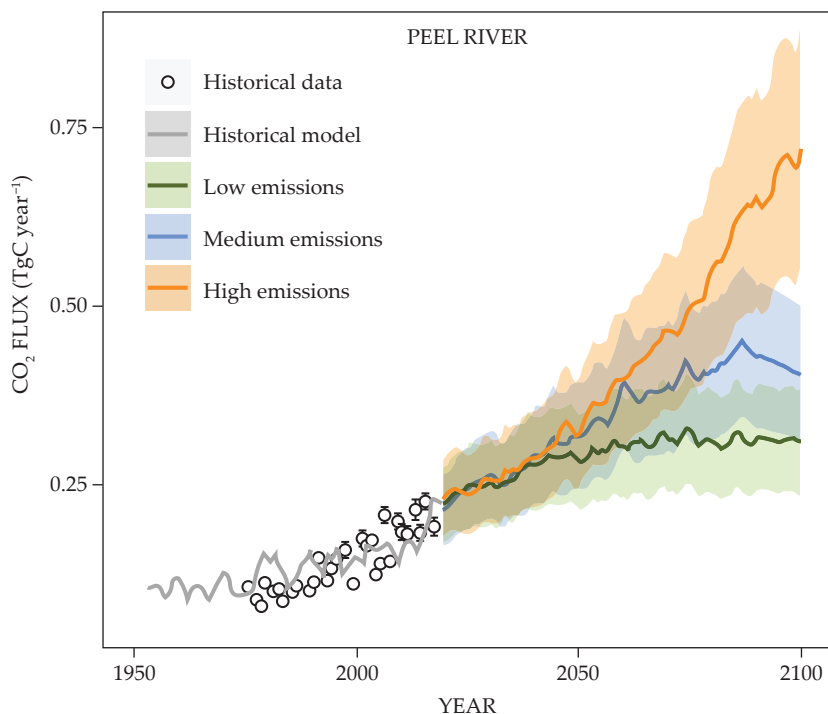 PEEL RIVER
Historical data
Historical model
Low emissions
Medium emissions
High emissions
CO₂ FLUX (TgC year⁻¹)
0.75
0.50
0.25
1950
2000
2050
2100
YEAR